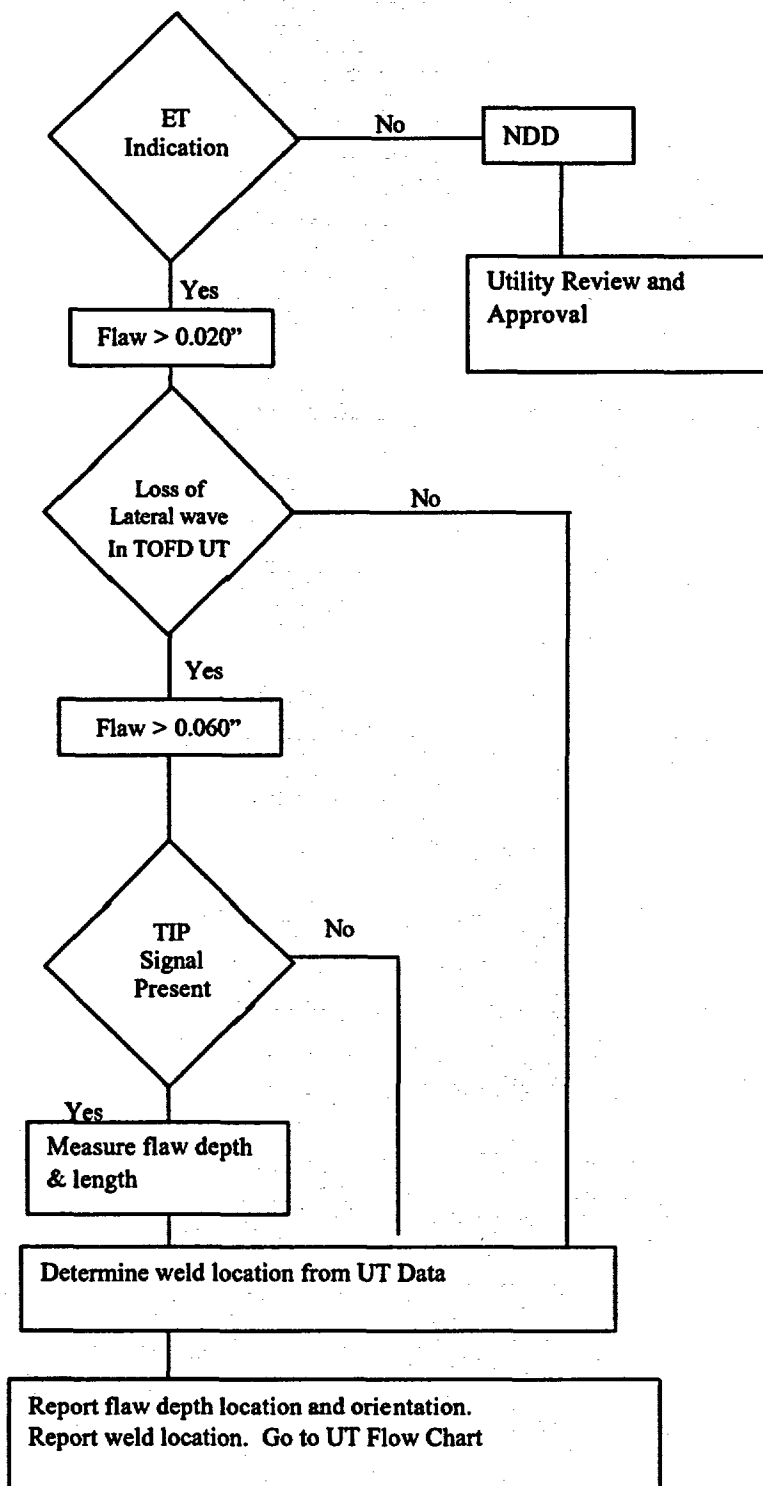 ET
Indication
No
NDD
Utility Review and
Approval
Yes
Flaw > 0.020”
Loss of
Lateral wave
In TOFD UT
No
Yes
Flaw > 0.060”
TIP
Signal
Present
No
Yes
Measure flaw depth
& length
Determine weld location from UT Data
Report flaw depth location and orientation.
Report weld location. Go to UT Flow Chart